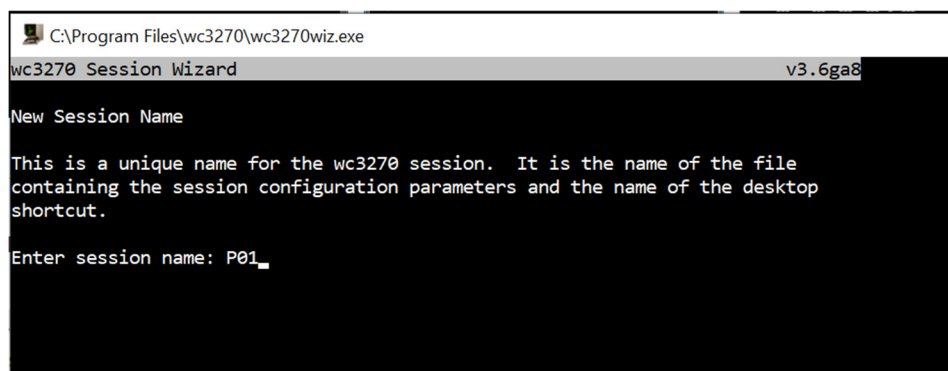 C:\Program Files\wc3270\wc3270wiz.exe
wc3270 Session Wizard v3.6ga8
New Session Name
This is a unique name for the wc3270 session.  It is the name of the file
containing the session configuration parameters and the name of the desktop
shortcut.
Enter session name: P01_